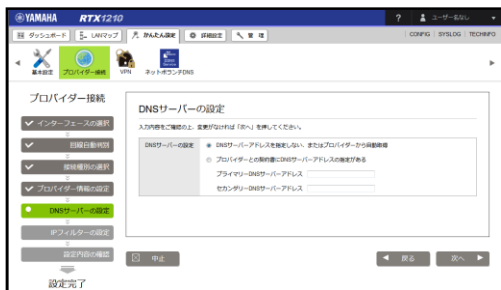 YAMAHA RTX1210 ? ユーザー名なし
ダッシュボード LANマップ かんたん設定 詳細設定 管理 CONFIG SYSLOG TECHINFO
基本設定 プロバイダー接続 VPN ネットボランチDNS
プロバイダー接続
インターフェースの選択
回線自動判別
接続種別の選択
プロバイダー情報の設定
DNSサーバーの設定
IPフィルターの設定
設定内容の確認
設定完了
DNSサーバーの設定
入力内容をご確認の上、変更がなければ「次へ」を押してください。
DNSサーバーの設定
DNSサーバーアドレスを指定しない、またはプロバイダーから自動取得
プロバイダーとの契約書にDNSサーバーアドレスの指定がある
プライマリーDNSサーバーアドレス
セカンダリーDNSサーバーアドレス
中止 戻る 次へ